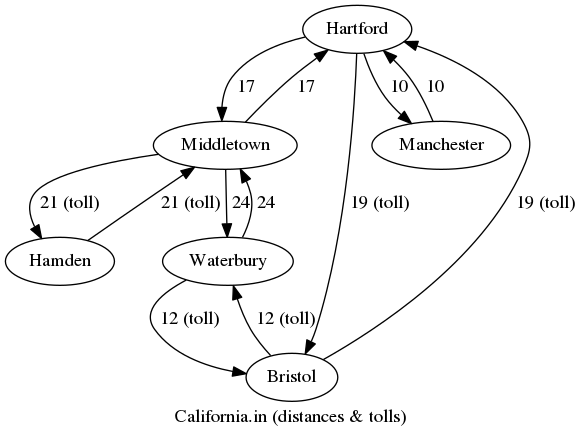 Hartford
17
17
10
10
Middletown
Manchester
21 (toll)
21 (toll)
24
24
19 (toll)
19 (toll)
Hamden
Waterbury
12 (toll)
12 (toll)
Bristol
California.in (distances & tolls)